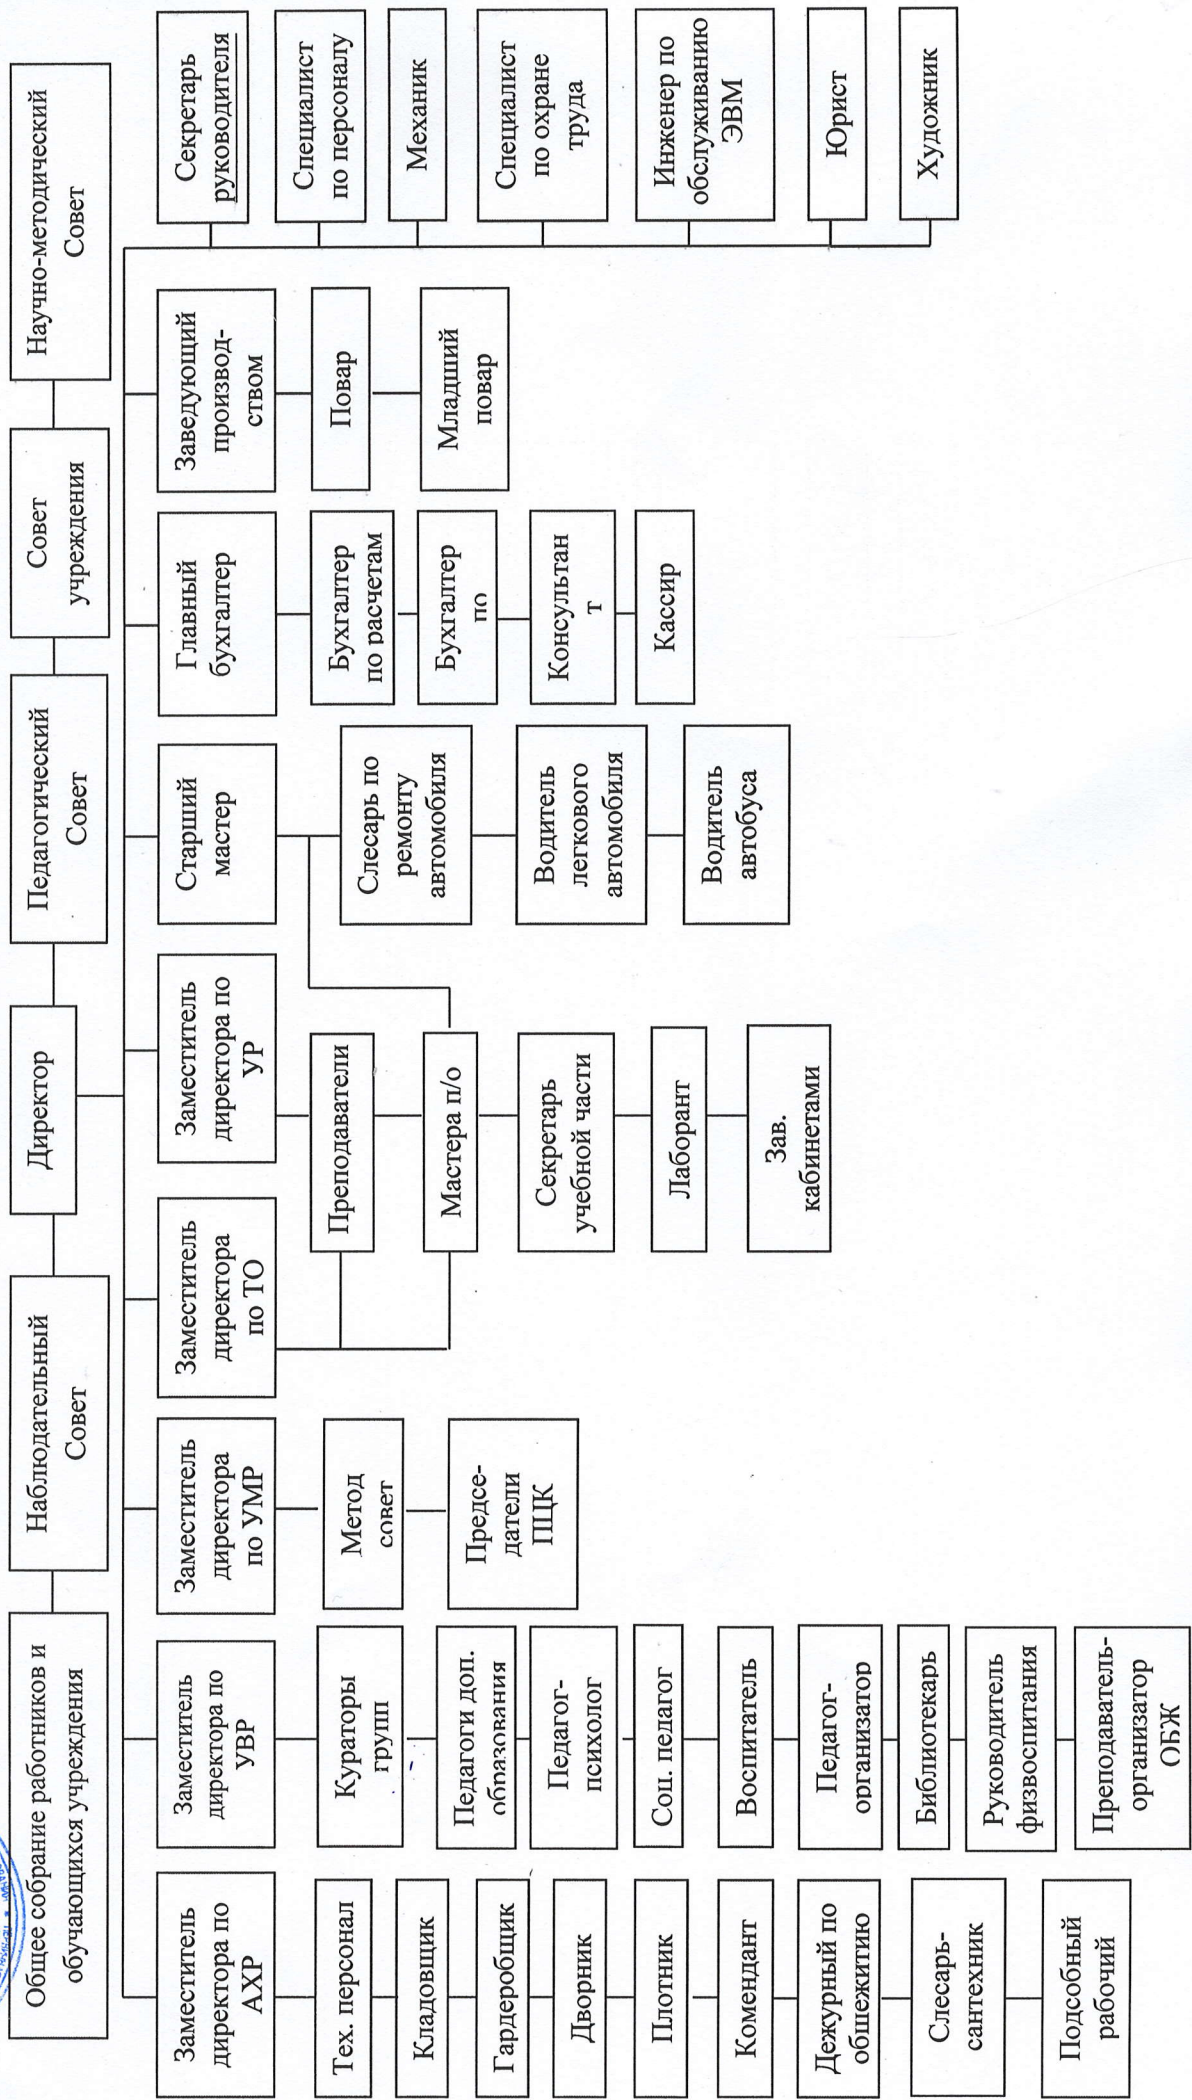 Общее собрание работников и
обучающихся учреждения
Наблюдательный
Совет
Директор
Педагогический
Совет
Совет
учреждения
Научно-методический
Совет
Заместитель
директора по
АХР
Тех. персонал
Кладовщик
Гардеробщик
Дворник
Плотник
Комендант
Дежурный по
общежитию
Слесарь-
сантехник
Подсобный
рабочий
Заместитель
директора по
УВР
Кураторы
групп
Педагоги доп.
образования
Педагог-
психолог
Соц. педагог
Воспитатель
Педагог-
организатор
Библиотекарь
Руководитель
физвоспитания
Преподаватель-
организатор
ОБЖ
Заместитель
директора
по УМР
Метод
совет
Предсе-
датели
ПЦК
Заместитель
директора
по ТО
Заместитель
директора по
УР
Преподаватели
Мастера п/о
Секретарь
учебной части
Лаборант
Зав.
кабинетами
Старший
мастер
Слесарь по
ремонту
автомобиля
Водитель
легкового
автомобиля
Водитель
автобуса
Главный
бухгалтер
Бухгалтер
по расчетам
Бухгалтер
по
Консультан
т
Кассир
Заведующий
производ-
ством
Повар
Младший
повар
Секретарь
руководителя
Специалист
по персоналу
Механик
Специалист
по охране
труда
Инженер по
обслуживанию
ЭВМ
Юрист
Художник